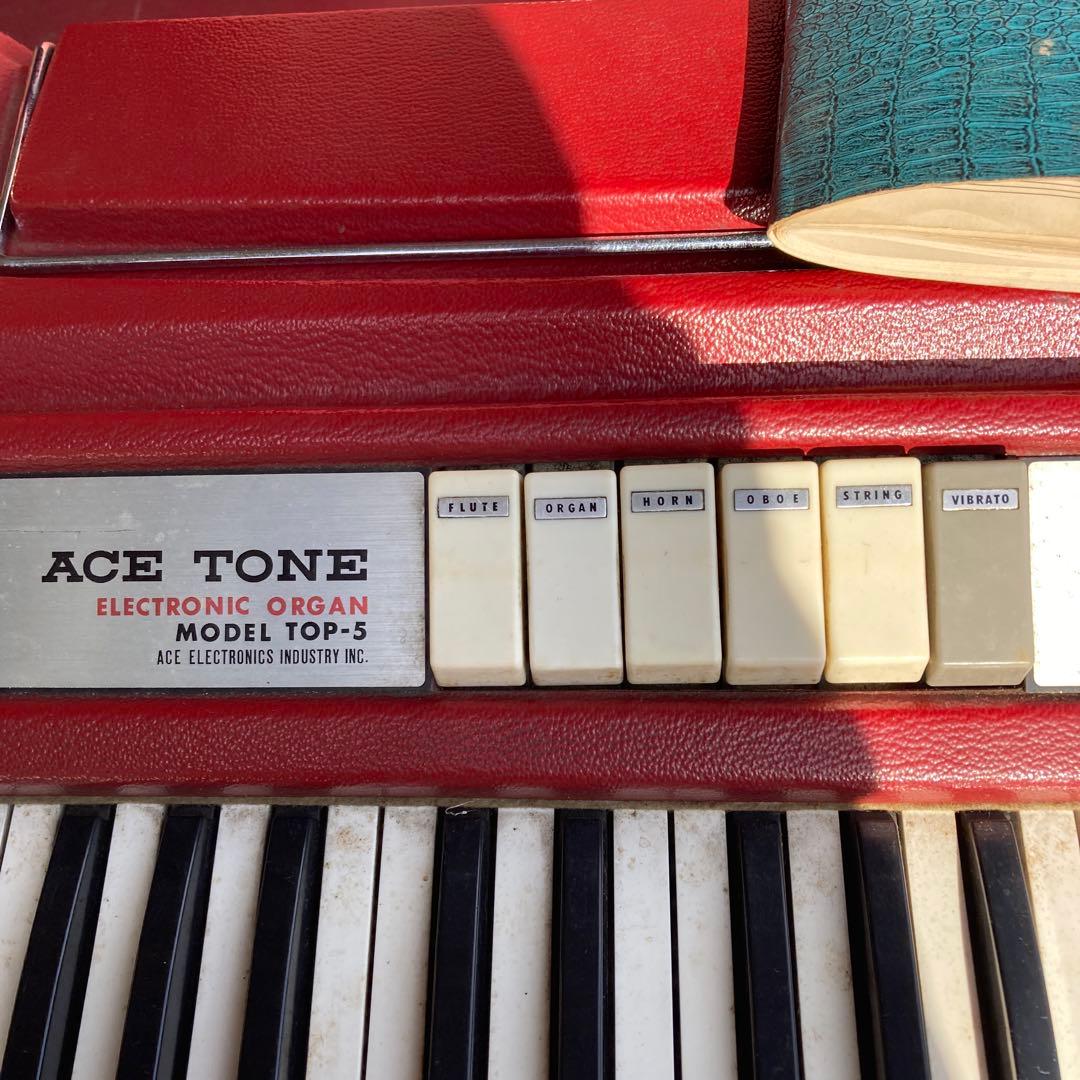 ACE TONE
ELECTRONIC ORGAN
MODEL TOP-5
ACE ELECTRONICS INDUSTRY INC.
FLUTE
ORGAN
HORN
OBOE
STRING
VIBRATO